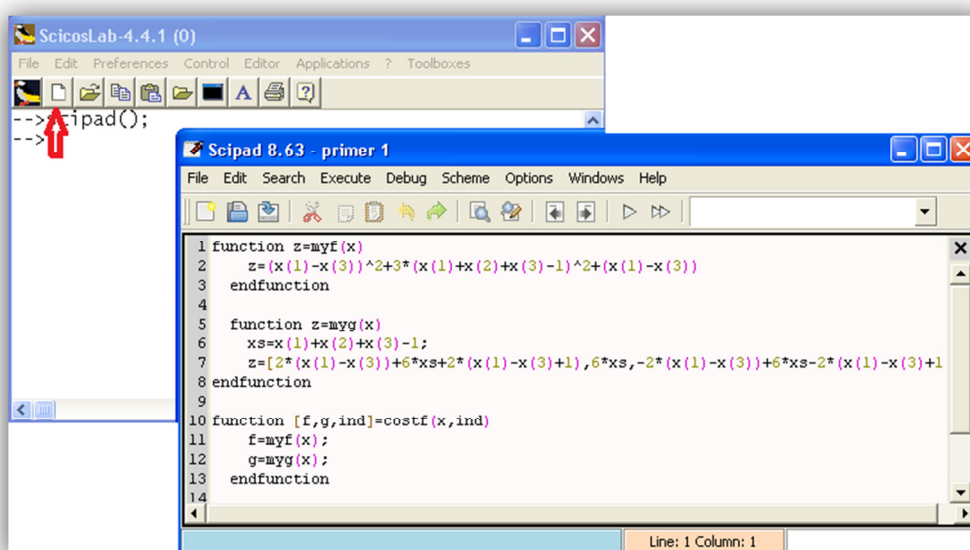 ScicosLab-4.4.1 (0)
File Edit Preferences Control Editor Applications ? Toolboxes
-->scipad();
-->
Scipad 8.63 - primer 1
File Edit Search Execute Debug Scheme Options Windows Help
1 function z=myf(x)
2 z=(x(1)-x(3))^2+3*(x(1)+x(2)+x(3)-1)^2+(x(1)-x(3))
3 endfunction
4
5 function z=myg(x)
6 xs=x(1)+x(2)+x(3)-1;
7 z=[2*(x(1)-x(3))+6*xs+2*(x(1)-x(3)+1),6*xs,-2*(x(1)-x(3))+6*xs-2*(x(1)-x(3)+1
8 endfunction
9
10 function [f,g,ind]=costf(x,ind)
11 f=myf(x);
12 g=myg(x);
13 endfunction
14
Line: 1 Column: 1